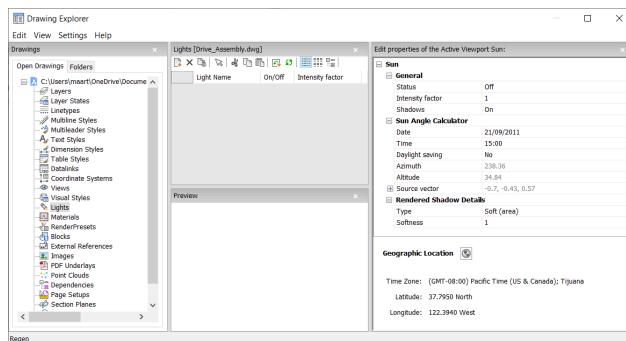 Drawing Explorer
Edit View Settings Help
Drawings
Open Drawings Folders
C:\Users\maart\OneDrive\Docume
Layers
Layer States
Linetypes
Multiline Styles
Multileader Styles
Text Styles
Dimension Styles
Table Styles
Datalinks
Coordinate Systems
Views
Visual Styles
Lights
Materials
RenderPresets
Blocks
External References
Images
PDF Underlays
Point Clouds
Dependencies
Page Setups
Section Planes
Lights [Drive_Assembly.dwg]
Light Name On/Off Intensity factor
Preview
Edit properties of the Active Viewport Sun:
Sun
General
Status Off
Intensity factor 1
Shadows On
Sun Angle Calculator
Date 21/09/2011
Time 15:00
Daylight saving No
Azimuth 238.36
Altitude 34.84
Source vector -0.7, -0.43, 0.57
Rendered Shadow Details
Type Soft (area)
Softness 1
Geographic Location
Time Zone: (GMT-08:00) Pacific Time (US & Canada); Tijuana
Latitude: 37.7950 North
Longitude: 122.3940 West
Regen